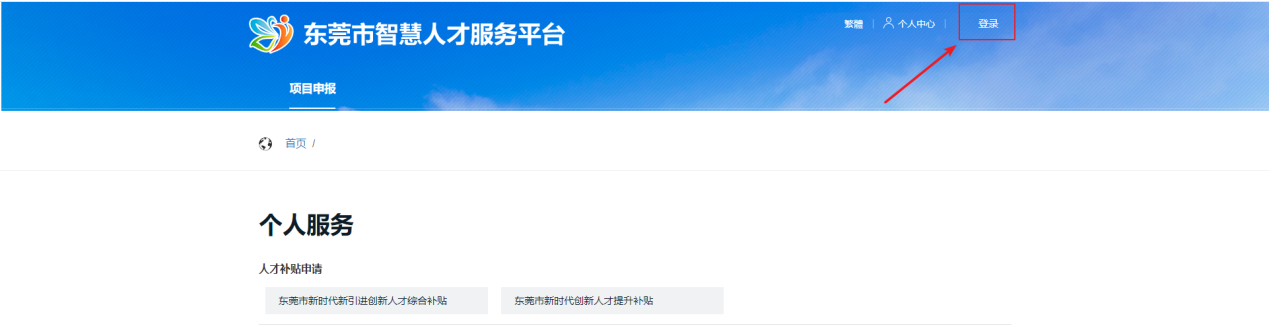 东莞市智慧人才服务平台
繁體 | 个人中心 | 登录
项目申报
首页 /
个人服务
人才补贴申请
东莞市新时代新引进创新人才综合补贴
东莞市新时代创新人才提升补贴